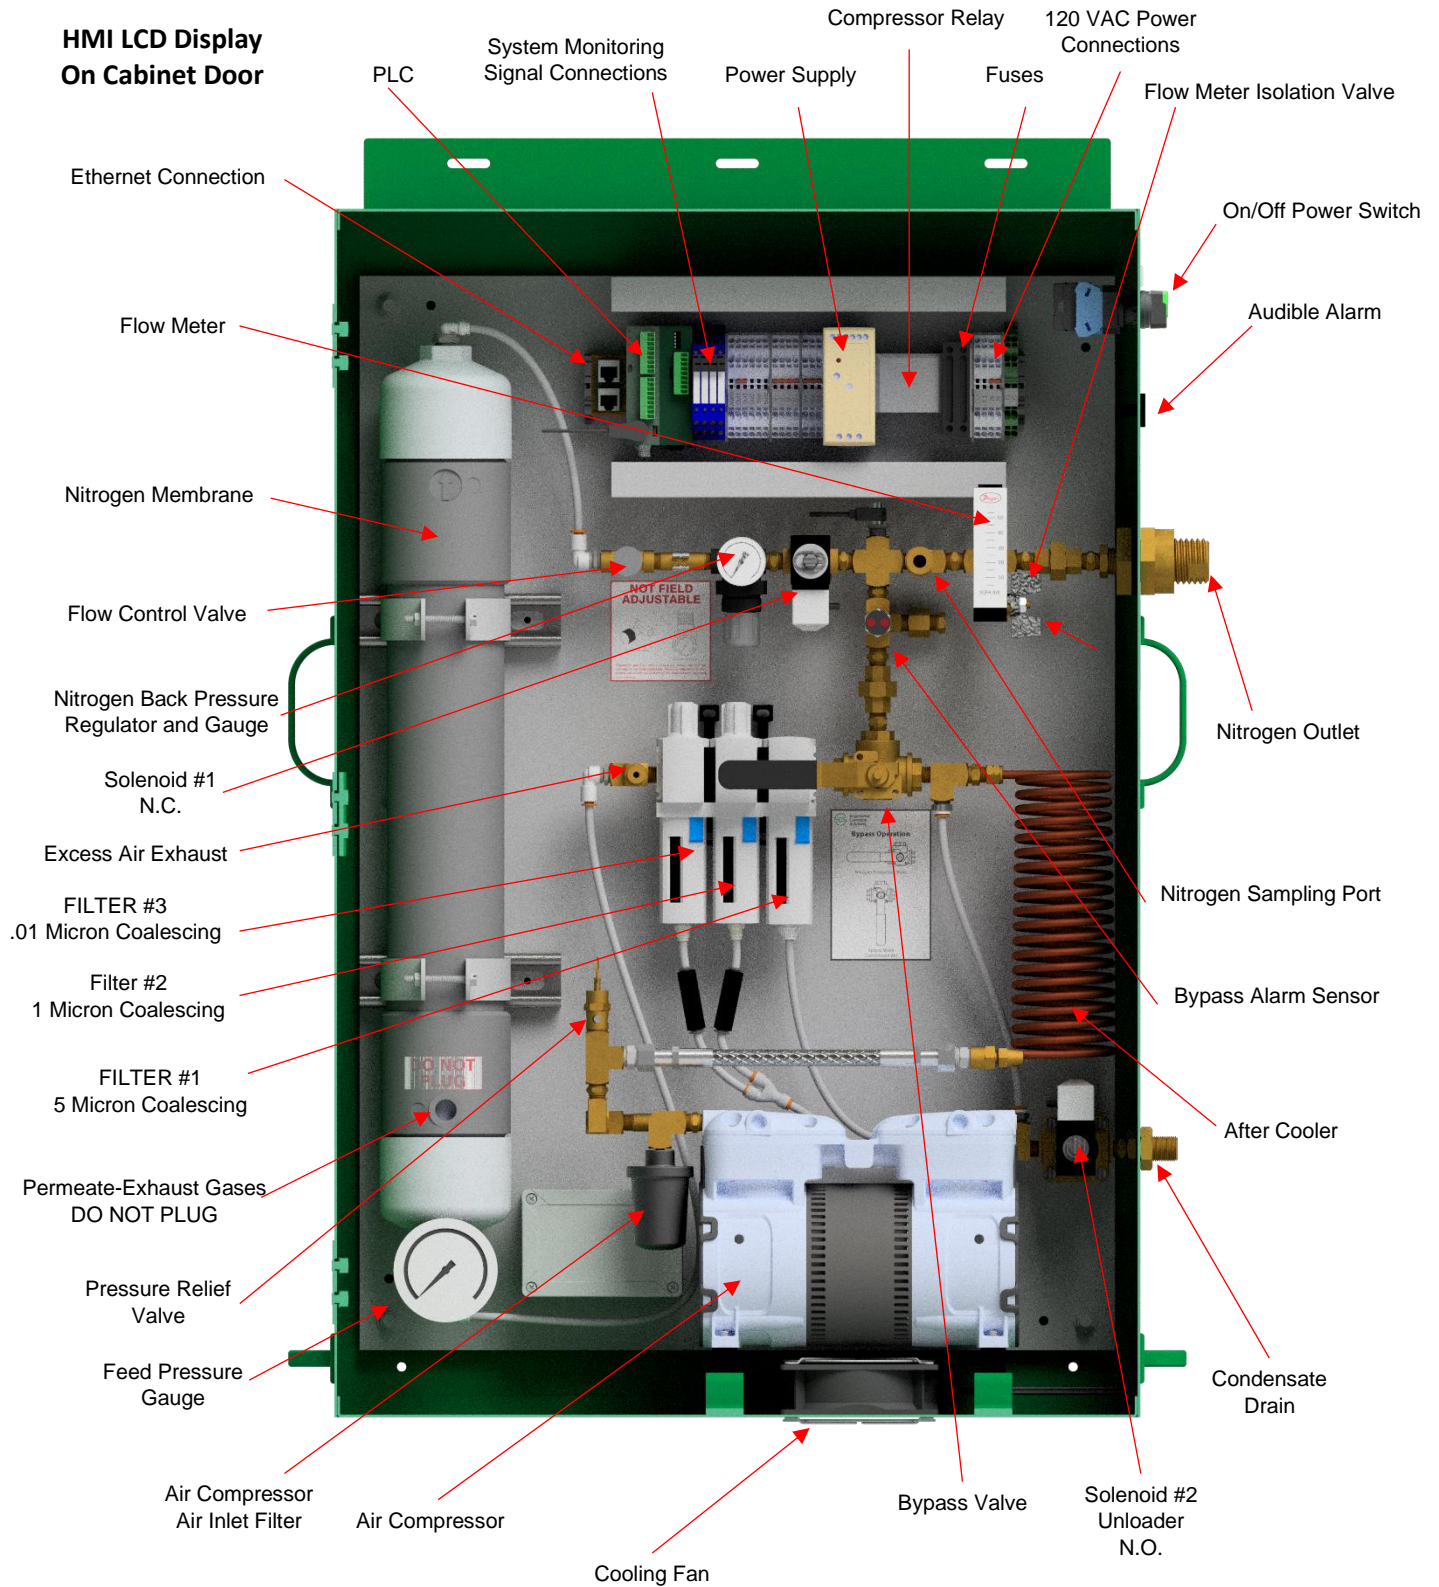 HMI LCD Display
On Cabinet Door
PLC
System Monitoring
Signal Connections
Power Supply
Compressor Relay
Fuses
120 VAC Power
Connections
Flow Meter Isolation Valve
Ethernet Connection
On/Off Power Switch
Flow Meter
Audible Alarm
Nitrogen Membrane
Flow Control Valve
NOT FIELD
ADJUSTABLE
Nitrogen Back Pressure
Regulator and Gauge
Nitrogen Outlet
Solenoid #1
N.C.
Excess Air Exhaust
Bypass Operation
FILTER #3
.01 Micron Coalescing
Nitrogen Sampling Port
Filter #2
1 Micron Coalescing
Bypass Alarm Sensor
FILTER #1
5 Micron Coalescing
DO NOT
PLUG
After Cooler
Permeate-Exhaust Gases
DO NOT PLUG
Pressure Relief
Valve
Feed Pressure
Gauge
Condensate
Drain
Air Compressor
Air Inlet Filter
Air Compressor
Cooling Fan
Bypass Valve
Solenoid #2
Unloader
N.O.